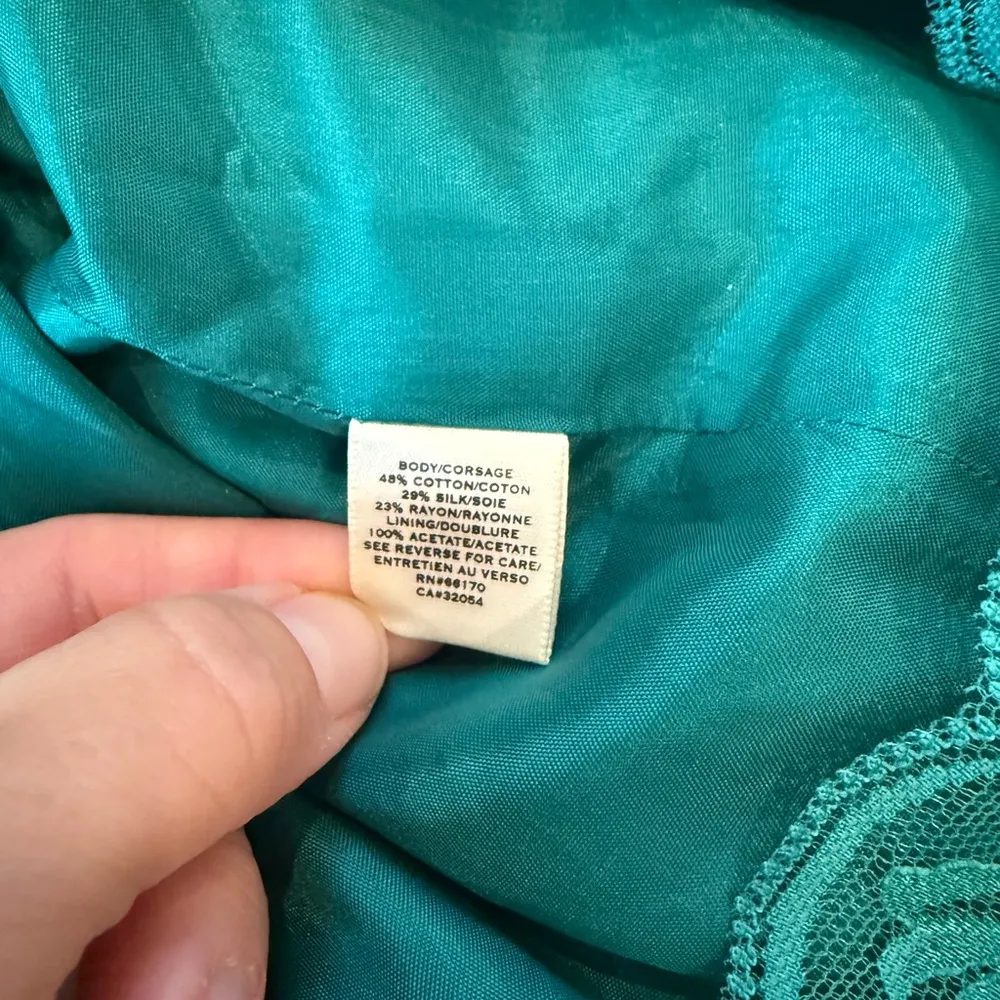 BODY/CORSAGE
48% COTTON/COTON
29% SILK/SOIE
23% RAYON/RAYONNE
LINING/DOUBLURE
100% ACETATE/ACETATE
SEE REVERSE FOR CARE/
ENTRETIEN AU VERSO
RN#66170
CA#32054